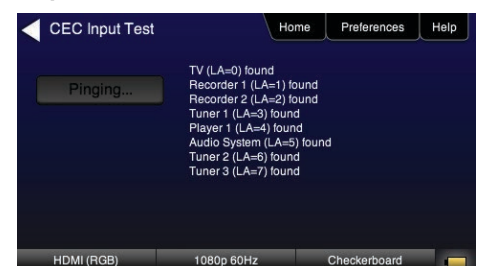 CEC Input Test
Home
Preferences
Help
Pinging...
TV (LA=0) found
Recorder 1 (LA=1) found
Recorder 2 (LA=2) found
Tuner 1 (LA=3) found
Player 1 (LA=4) found
Audio System (LA=5) found
Tuner 2 (LA=6) found
Tuner 3 (LA=7) found
HDMI (RGB)
1080p 60Hz
Checkerboard